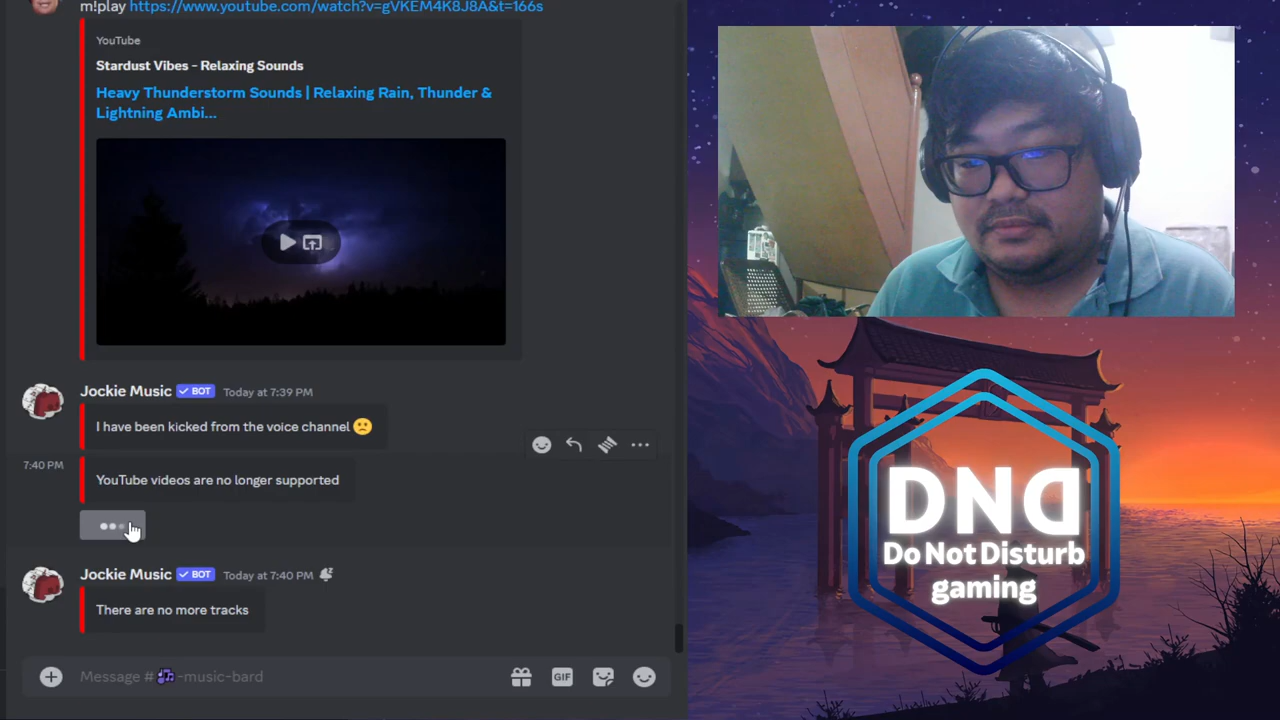 m!play https://www.youtube.com/watch?v=gVKEM4K8J8A&t=166s
YouTube
Stardust Vibes - Relaxing Sounds
Heavy Thunderstorm Sounds | Relaxing Rain, Thunder &
Lightning Ambi...
Jockie Music ✓ BOT Today at 7:39 PM
I have been kicked from the voice channel 🙁
7:40 PM
YouTube videos are no longer supported
Jockie Music ✓ BOT Today at 7:40 PM
There are no more tracks
Message # 🎵-music-bard
GIF
DND
Do Not Disturb
gaming